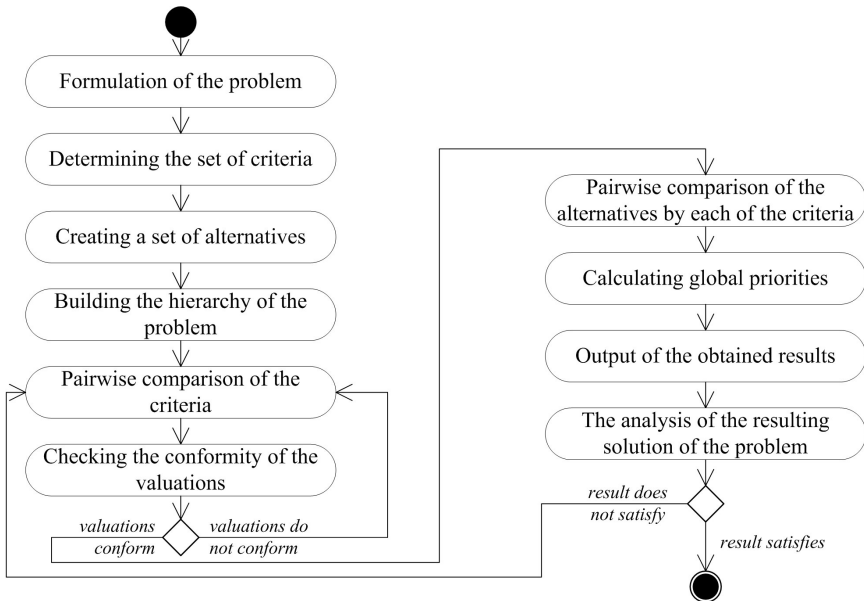 Formulation of the problem
Determining the set of criteria
Creating a set of alternatives
Building the hierarchy of the
problem
Pairwise comparison of the
criteria
Checking the conformity of the
valuations
valuations
conform
valuations do
not conform
Pairwise comparison of the
alternatives by each of the criteria
Calculating global priorities
Output of the obtained results
The analysis of the resulting
solution of the problem
result does
not satisfy
result satisfies